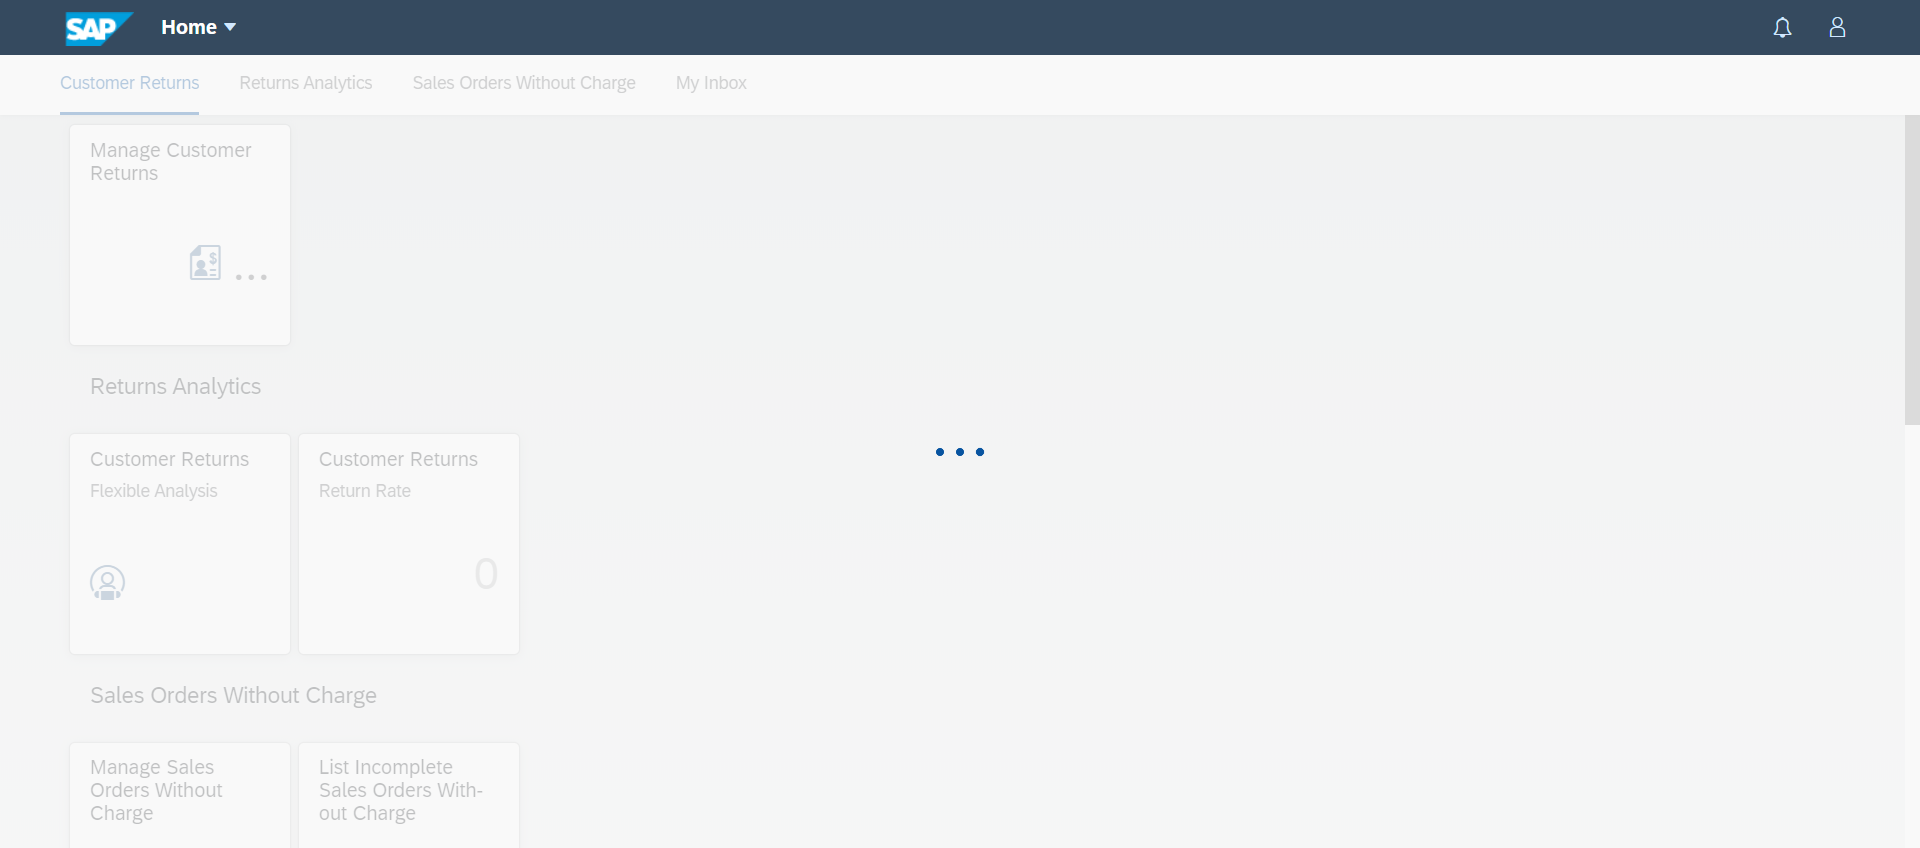 SAP
Home
Customer Returns
Returns Analytics
Sales Orders Without Charge
My Inbox
Manage Customer
Returns
$
...
Returns Analytics
Customer Returns
Flexible Analysis
Customer Returns
Return Rate
0
Sales Orders Without Charge
Manage Sales
Orders Without
Charge
List Incomplete
Sales Orders With-
out Charge